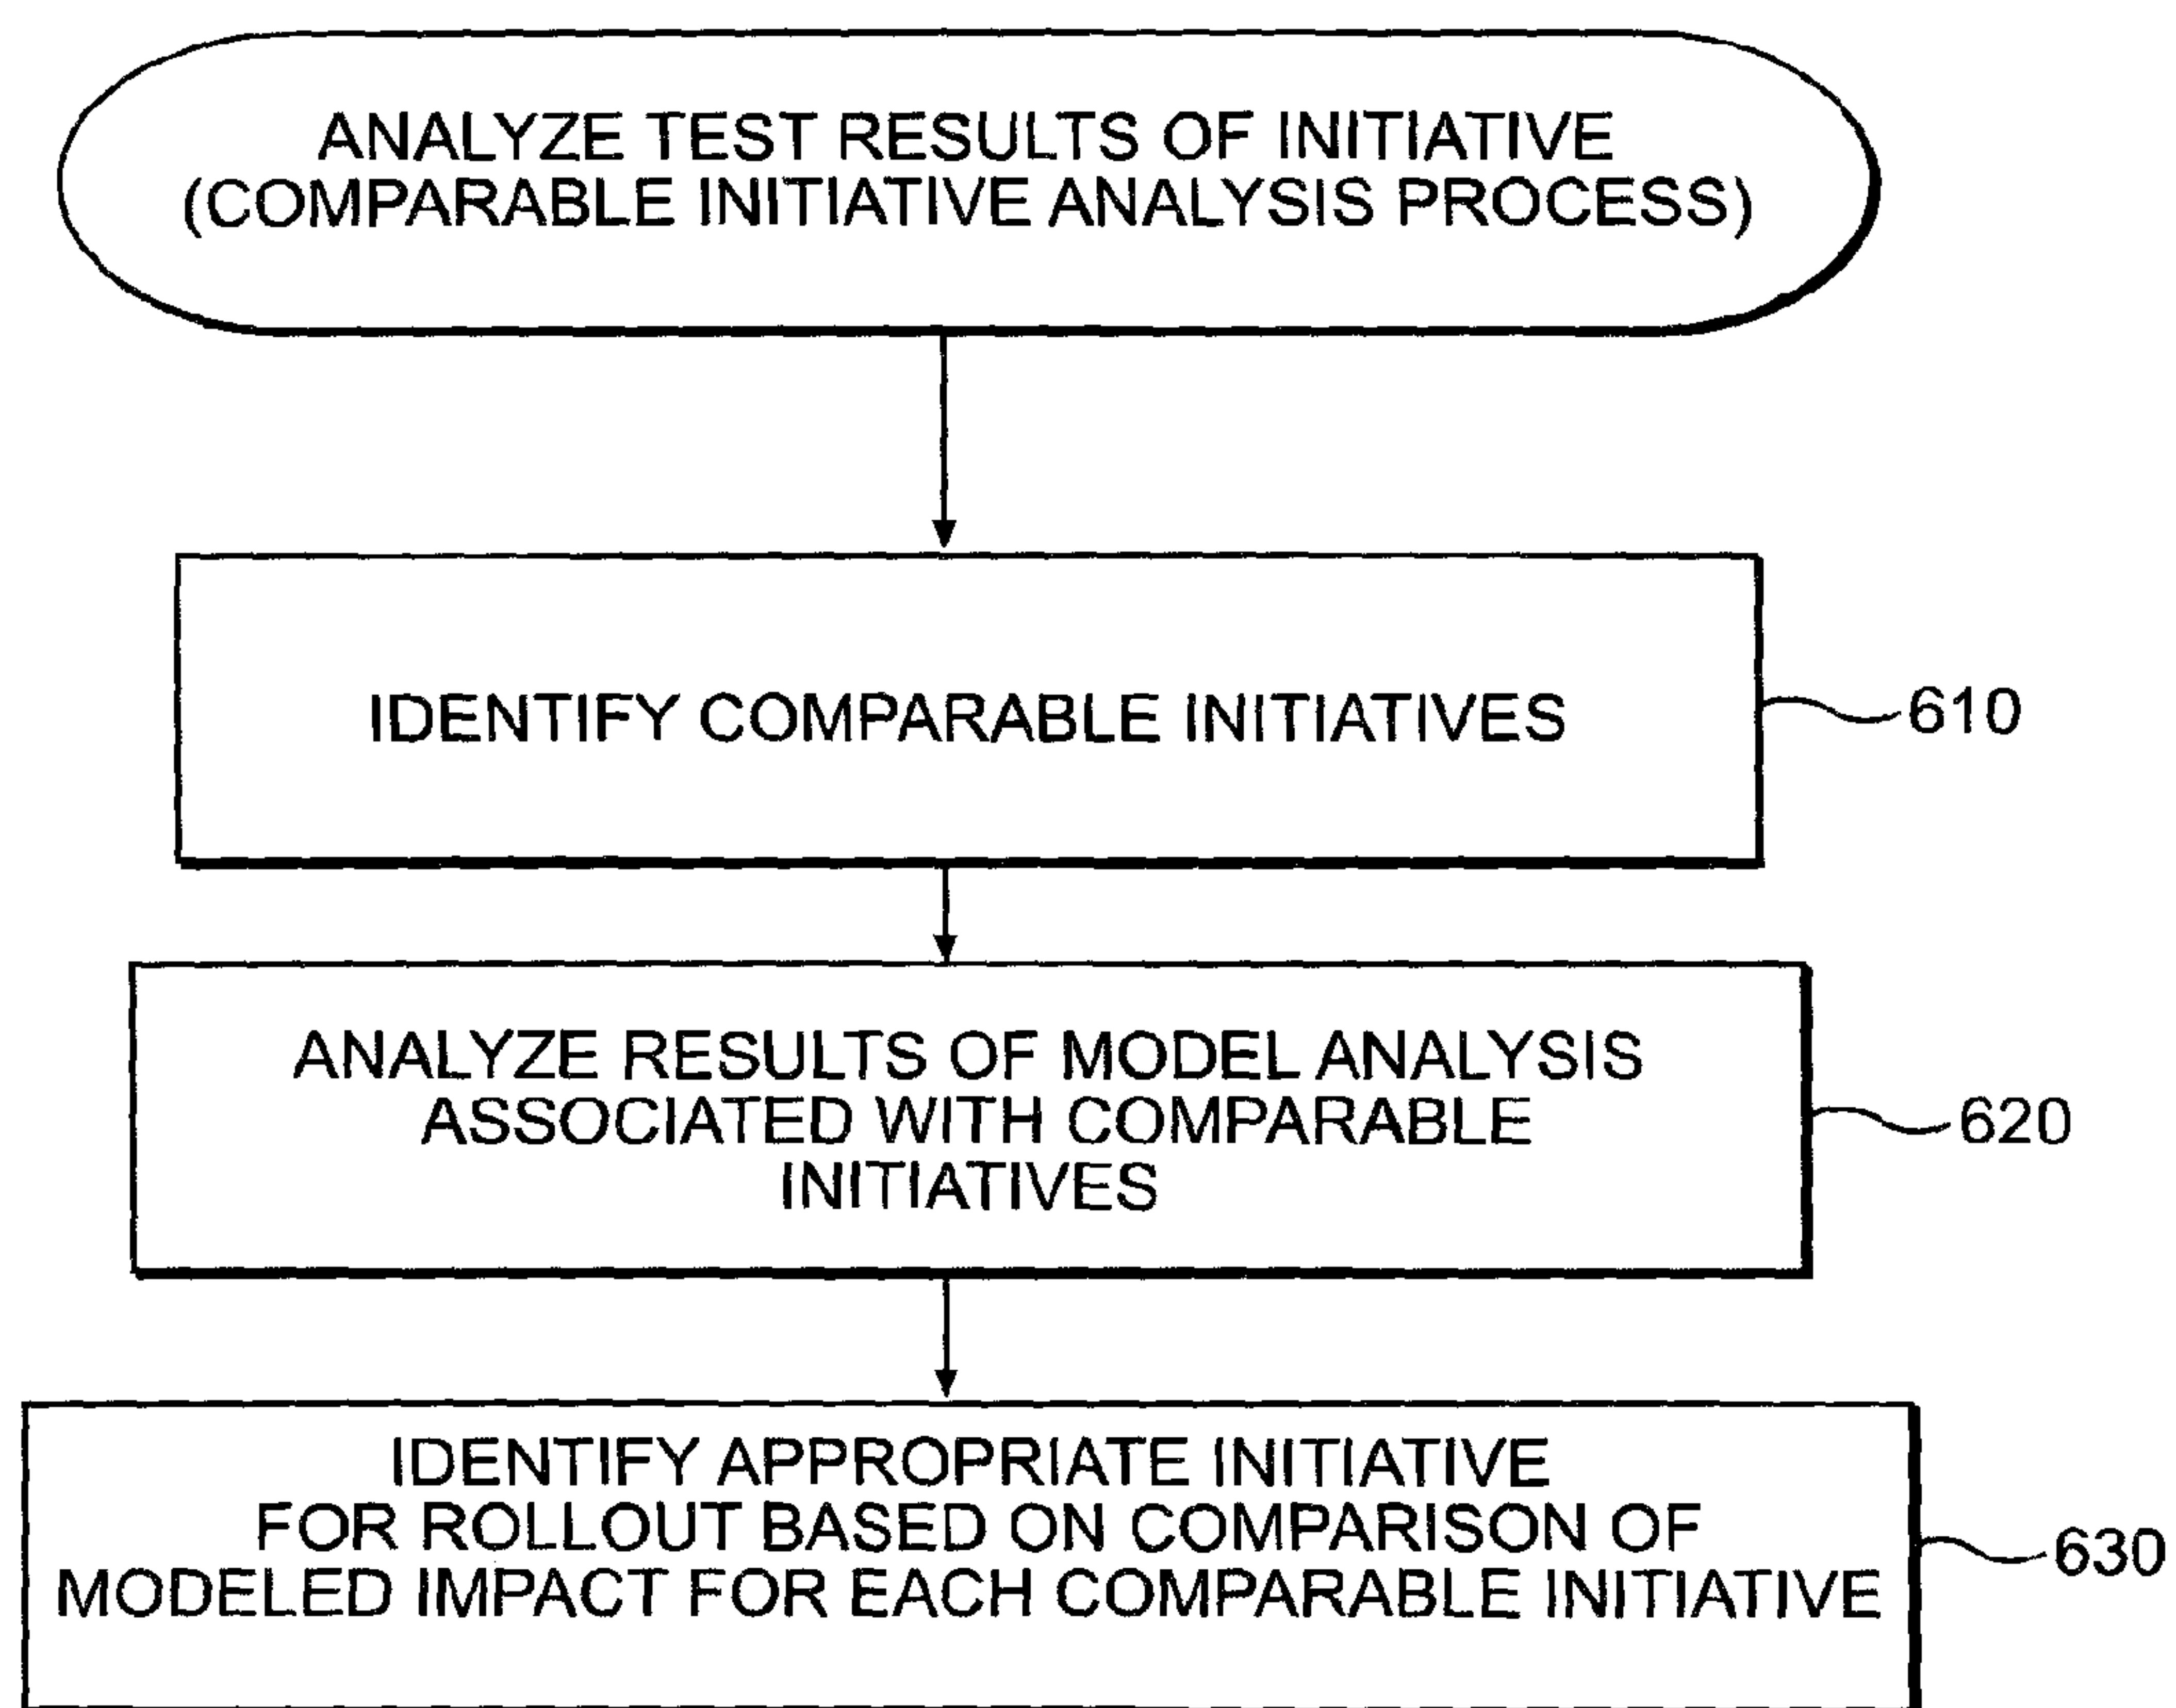 ANALYZE TEST RESULTS OF INITIATIVE
(COMPARABLE INITIATIVE ANALYSIS PROCESS)
IDENTIFY COMPARABLE INITIATIVES
610
ANALYZE RESULTS OF MODEL ANALYSIS
ASSOCIATED WITH COMPARABLE
INITIATIVES
620
IDENTIFY APPROPRIATE INITIATIVE
FOR ROLLOUT BASED ON COMPARISON OF
MODELED IMPACT FOR EACH COMPARABLE INITIATIVE
630